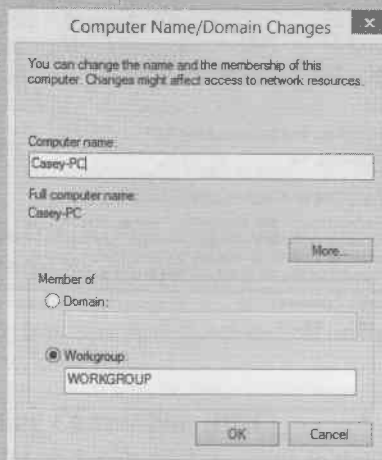 Computer Name/Domain Changes
x
You can change the name and the membership of this
computer. Changes might affect access to network resources.
Computer name:
Casey-PC
Full computer name:
Casey-PC
More...
Member of
Domain:
Workgroup:
WORKGROUP
OK
Cancel